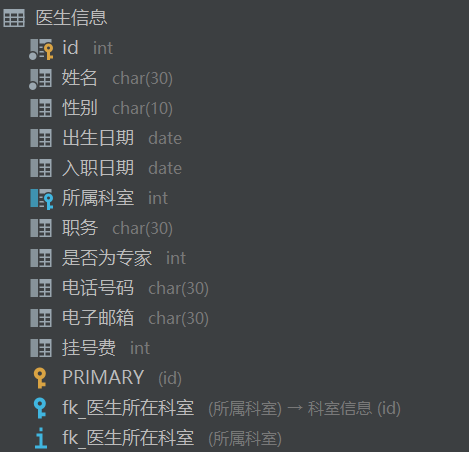 医生信息
id int
姓名 char(30)
性别 char(10)
出生日期 date
入职日期 date
所属科室 int
职务 char(30)
是否为专家 int
电话号码 char(30)
电子邮箱 char(30)
挂号费 int
PRIMARY (id)
fk_医生所在科室 (所属科室) → 科室信息 (id)
fk_医生所在科室 (所属科室)